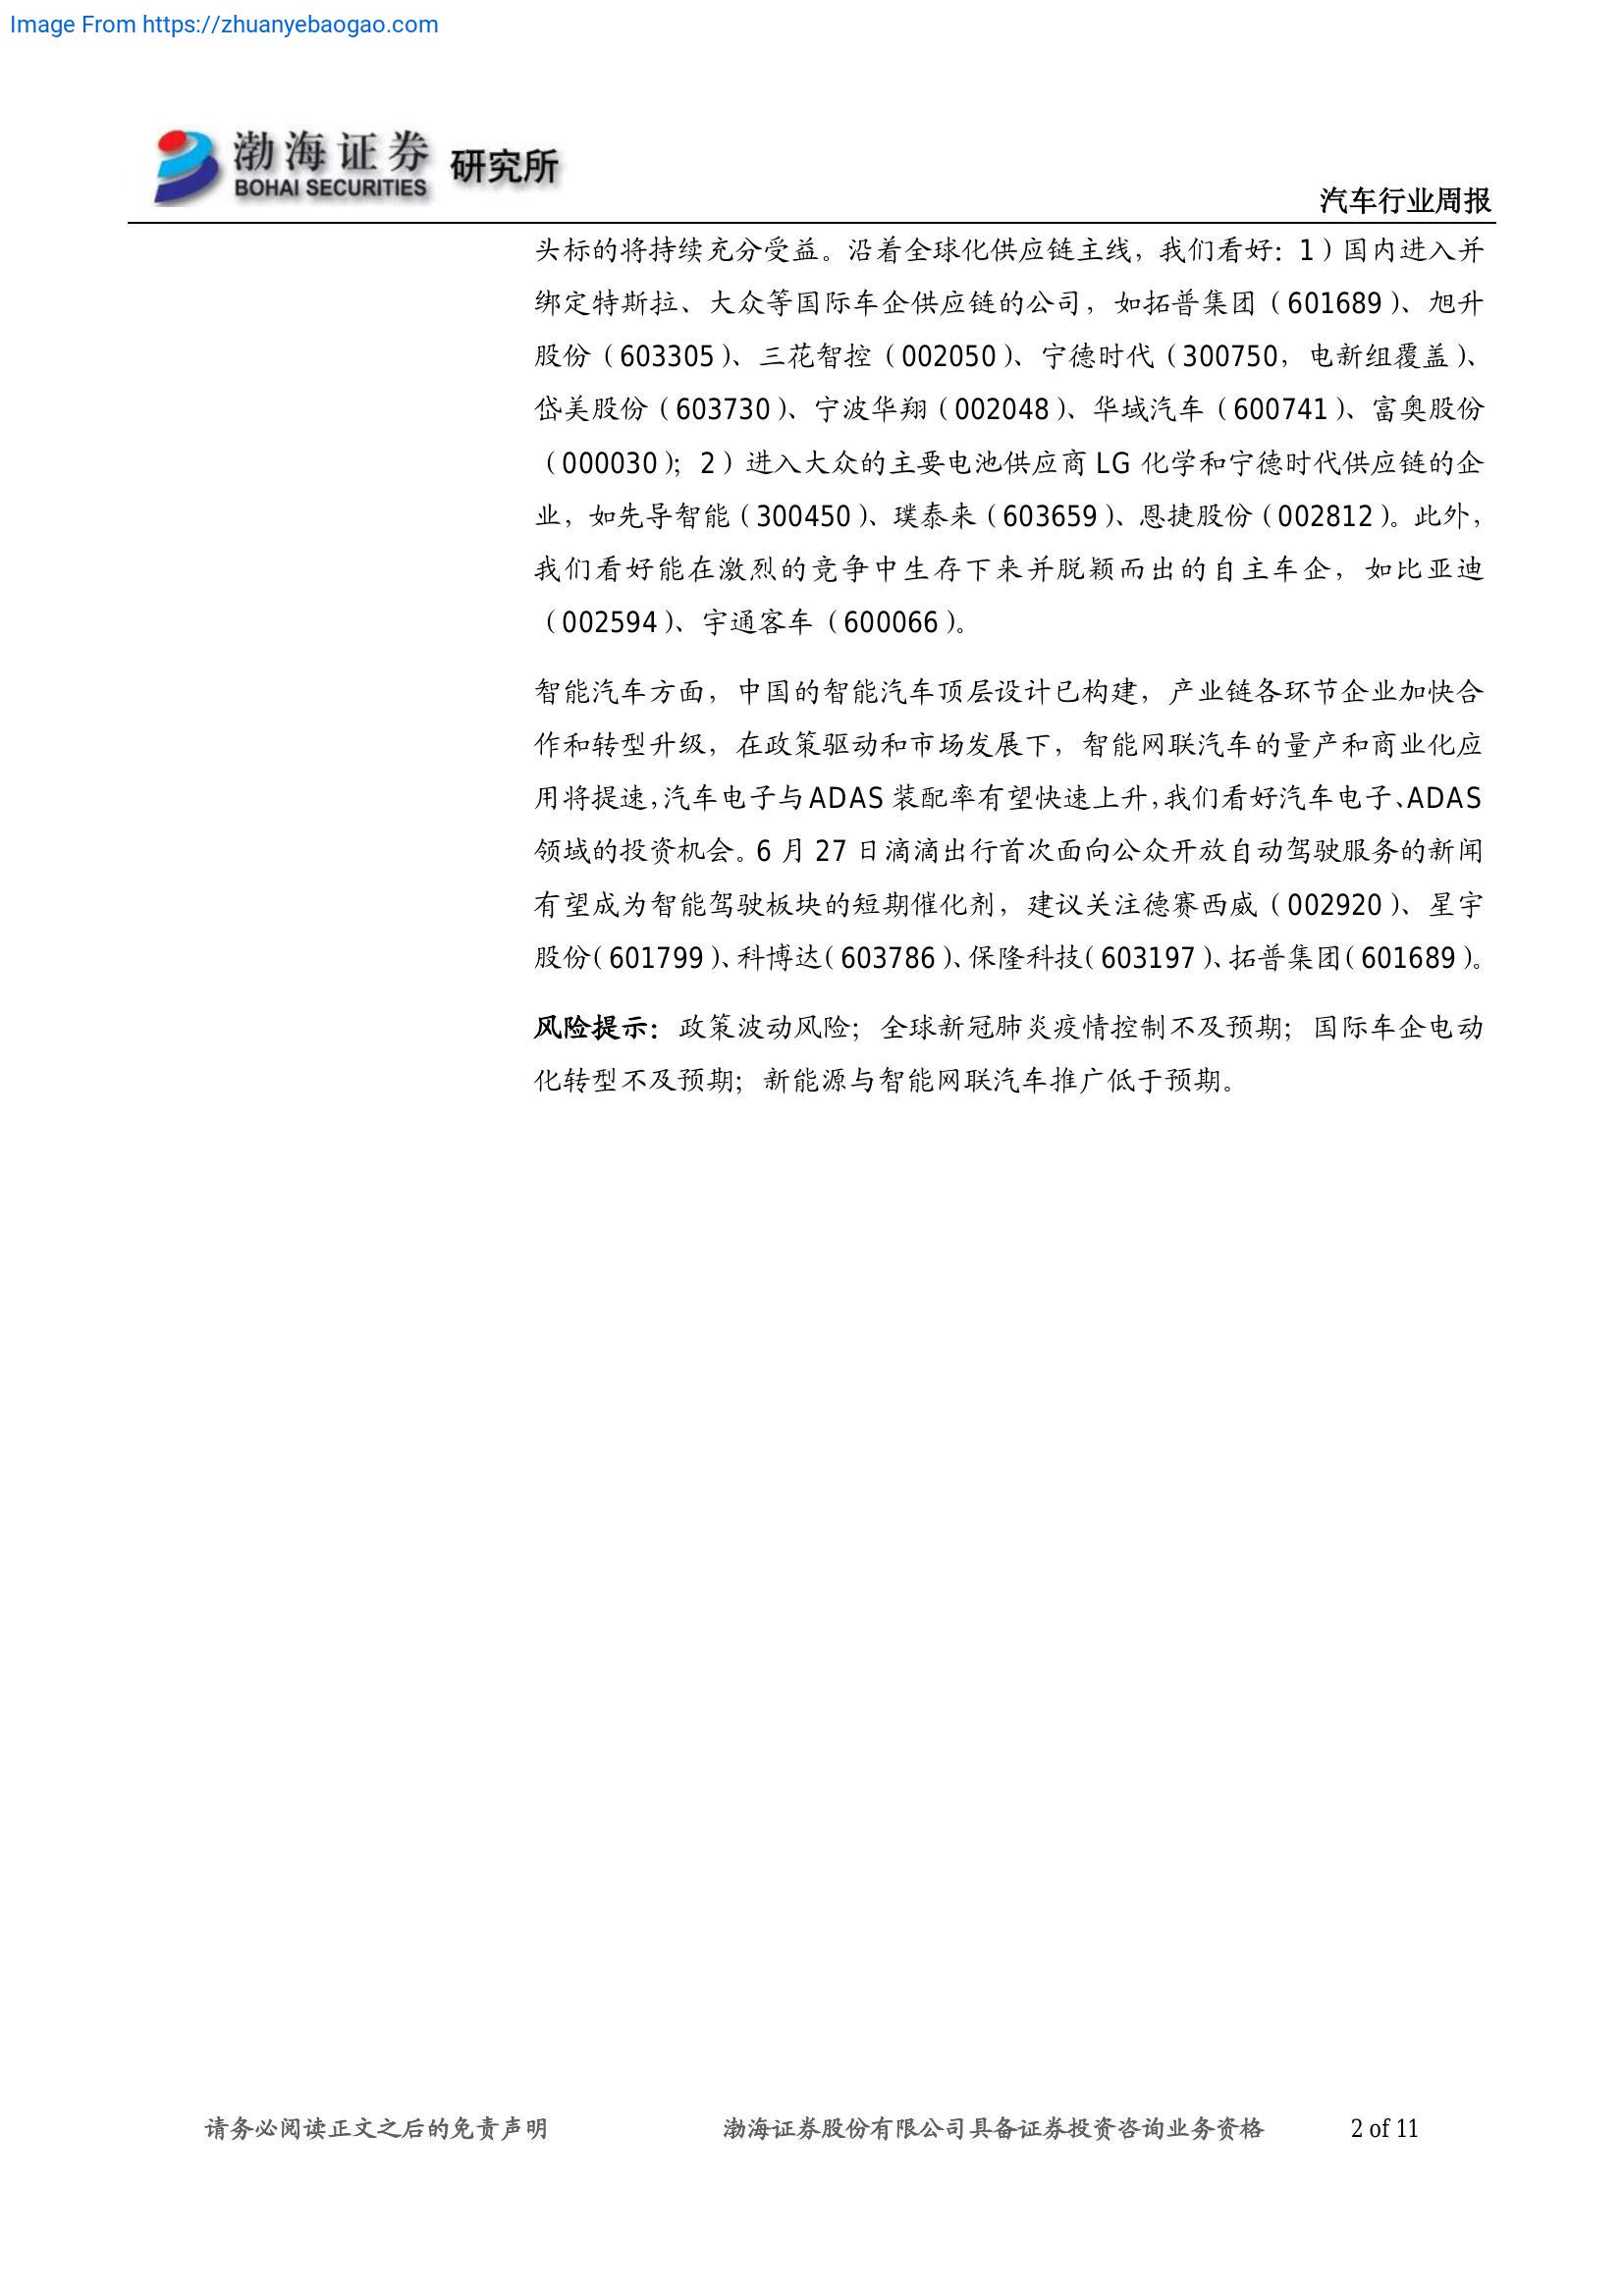 Image From https://zhuanyebaogao.com
渤海证券 研究所
BOHAI SECURITIES
汽车行业周报
头标的将持续充分受益。沿着全球化供应链主线，我们看好：1）国内进入并
绑定特斯拉、大众等国际车企供应链的公司，如拓普集团（601689）、旭升
股份（603305）、三花智控（002050）、宁德时代（300750，电新组覆盖）、
岱美股份（603730）、宁波华翔（002048）、华域汽车（600741）、富奥股份
（000030）；2）进入大众的主要电池供应商 LG 化学和宁德时代供应链的企
业，如先导智能（300450）、璞泰来（603659）、恩捷股份（002812）。此外，
我们看好能在激烈的竞争中生存下来并脱颖而出的自主车企，如比亚迪
（002594）、宇通客车（600066）。
智能汽车方面，中国的智能汽车顶层设计已构建，产业链各环节企业加快合
作和转型升级，在政策驱动和市场发展下，智能网联汽车的量产和商业化应
用将提速，汽车电子与 ADAS 装配率有望快速上升，我们看好汽车电子、ADAS
领域的投资机会。6 月 27 日滴滴出行首次面向公众开放自动驾驶服务的新闻
有望成为智能驾驶板块的短期催化剂，建议关注德赛西威（002920）、星宇
股份（601799）、科博达（603786）、保隆科技（603197）、拓普集团（601689）。
风险提示：政策波动风险；全球新冠肺炎疫情控制不及预期；国际车企电动
化转型不及预期；新能源与智能网联汽车推广低于预期。
请务必阅读正文之后的免责声明 渤海证券股份有限公司具备证券投资咨询业务资格 2 of 11